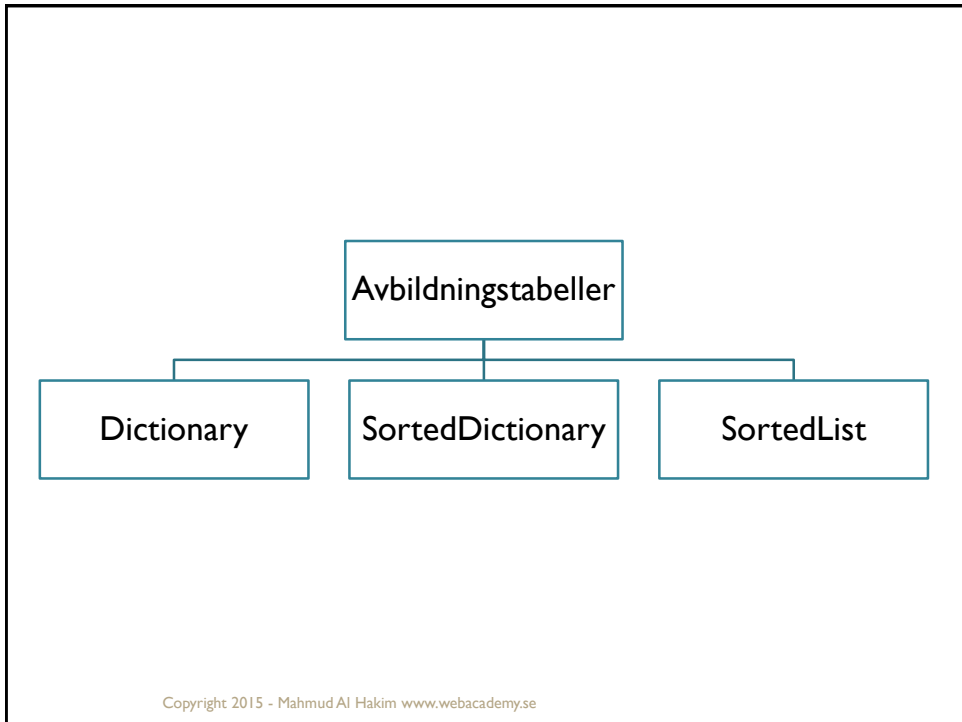 Avbildningstabeller
Dictionary
SortedDictionary
SortedList
Copyright 2015 - Mahmud Al Hakim www.webacademy.se